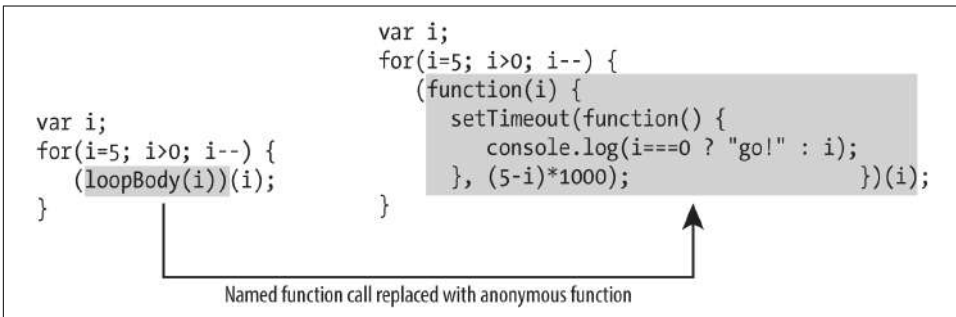 var i;
for(i=5; i>0; i--) {
(loopBody(i))(i);
}
var i;
for(i=5; i>0; i--) {
(function(i) {
setTimeout(function() {
console.log(i===0 ? "go!" : i);
}, (5-i)*1000); })(i);
}
Named function call replaced with anonymous function